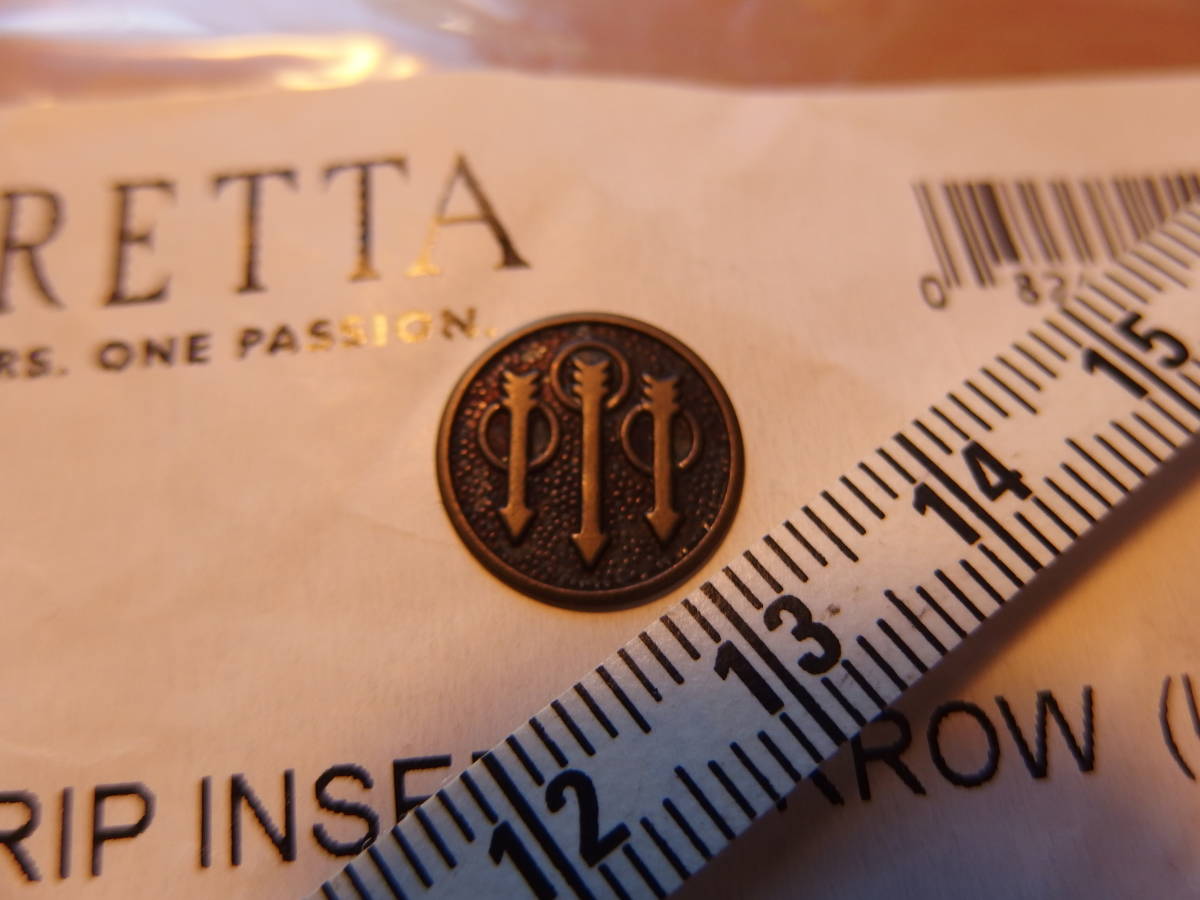 RETTA
RS. ONE PASSION.
0 82
15
14
13
12
RIP INSE ROW (